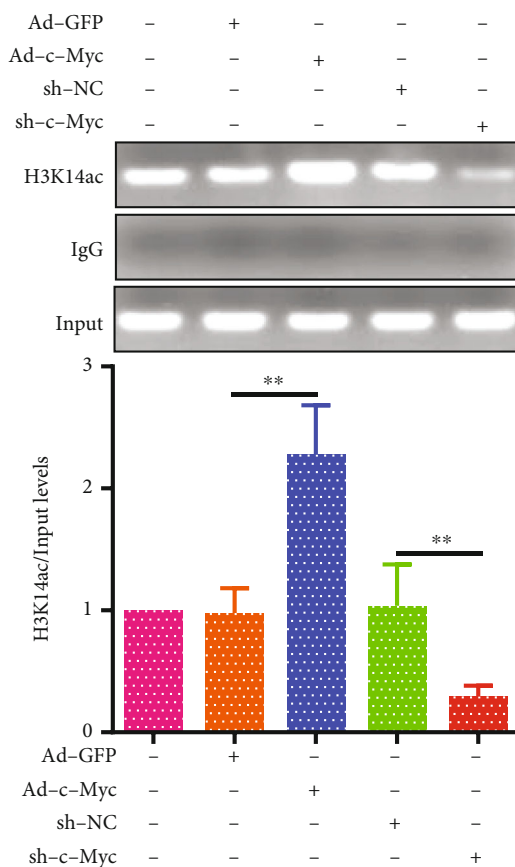 Ad–GFP – + – – –
Ad–c–Myc – – + – –
sh–NC – – – + –
sh–c–Myc – – – – +
H3K14ac
IgG
Input
3
**
2
**
1
0
H3K14ac/Input levels
Ad–GFP – + – – –
Ad–c–Myc – – + – –
sh–NC – – – + –
sh–c–Myc – – – – +